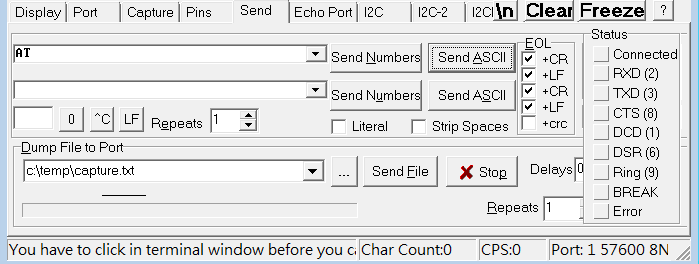 Display Port Capture Pins Send Echo Port I2C I2C-2 I2CI \n Clear Freeze ?
Status
EOL
AT Send Numbers Send ASCII +CR Connected
+LF RXD (2)
Send Numbers Send ASCII +CR TXD (3)
+LF CTS (8)
0 ^C LF Repeats 1 Literal Strip Spaces +crc DCD (1)
Dump File to Port DSR (6)
c:\temp\capture.txt ... Send File Stop Delays 0 Ring (9)
BREAK
Repeats 1 Error
You have to click in terminal window before you ca Char Count:0 CPS:0 Port: 1 57600 8N